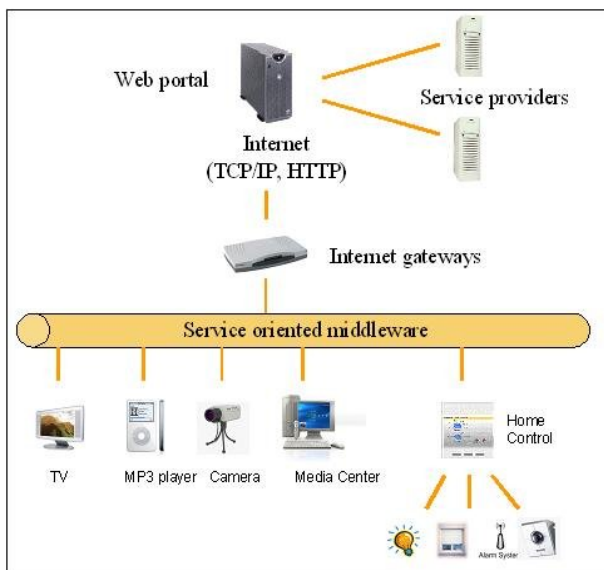 Web portal
Service providers
Internet
(TCP/IP, HTTP)
Internet gateways
Service oriented middleware
TV
MP3 player
Camera
Media Center
Home
Control
Alarm Syster